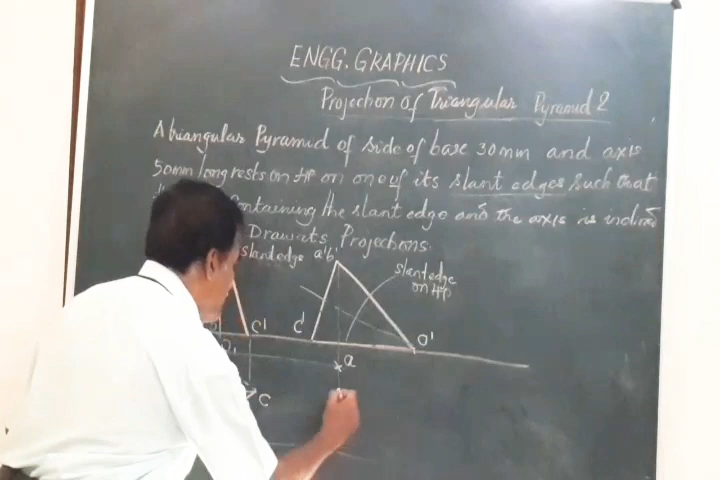 ENGG. GRAPHICS
Projection of Triangular Pyramid 2
A triangular Pyramid of side of base 30mm and axis
50mm long rests on HP on one of its slant edges such that
containing the slant edge and the axis is inclined
Draw its Projections.
slant edge a'b'
slant edge
on HP
c' c' o'
a
c